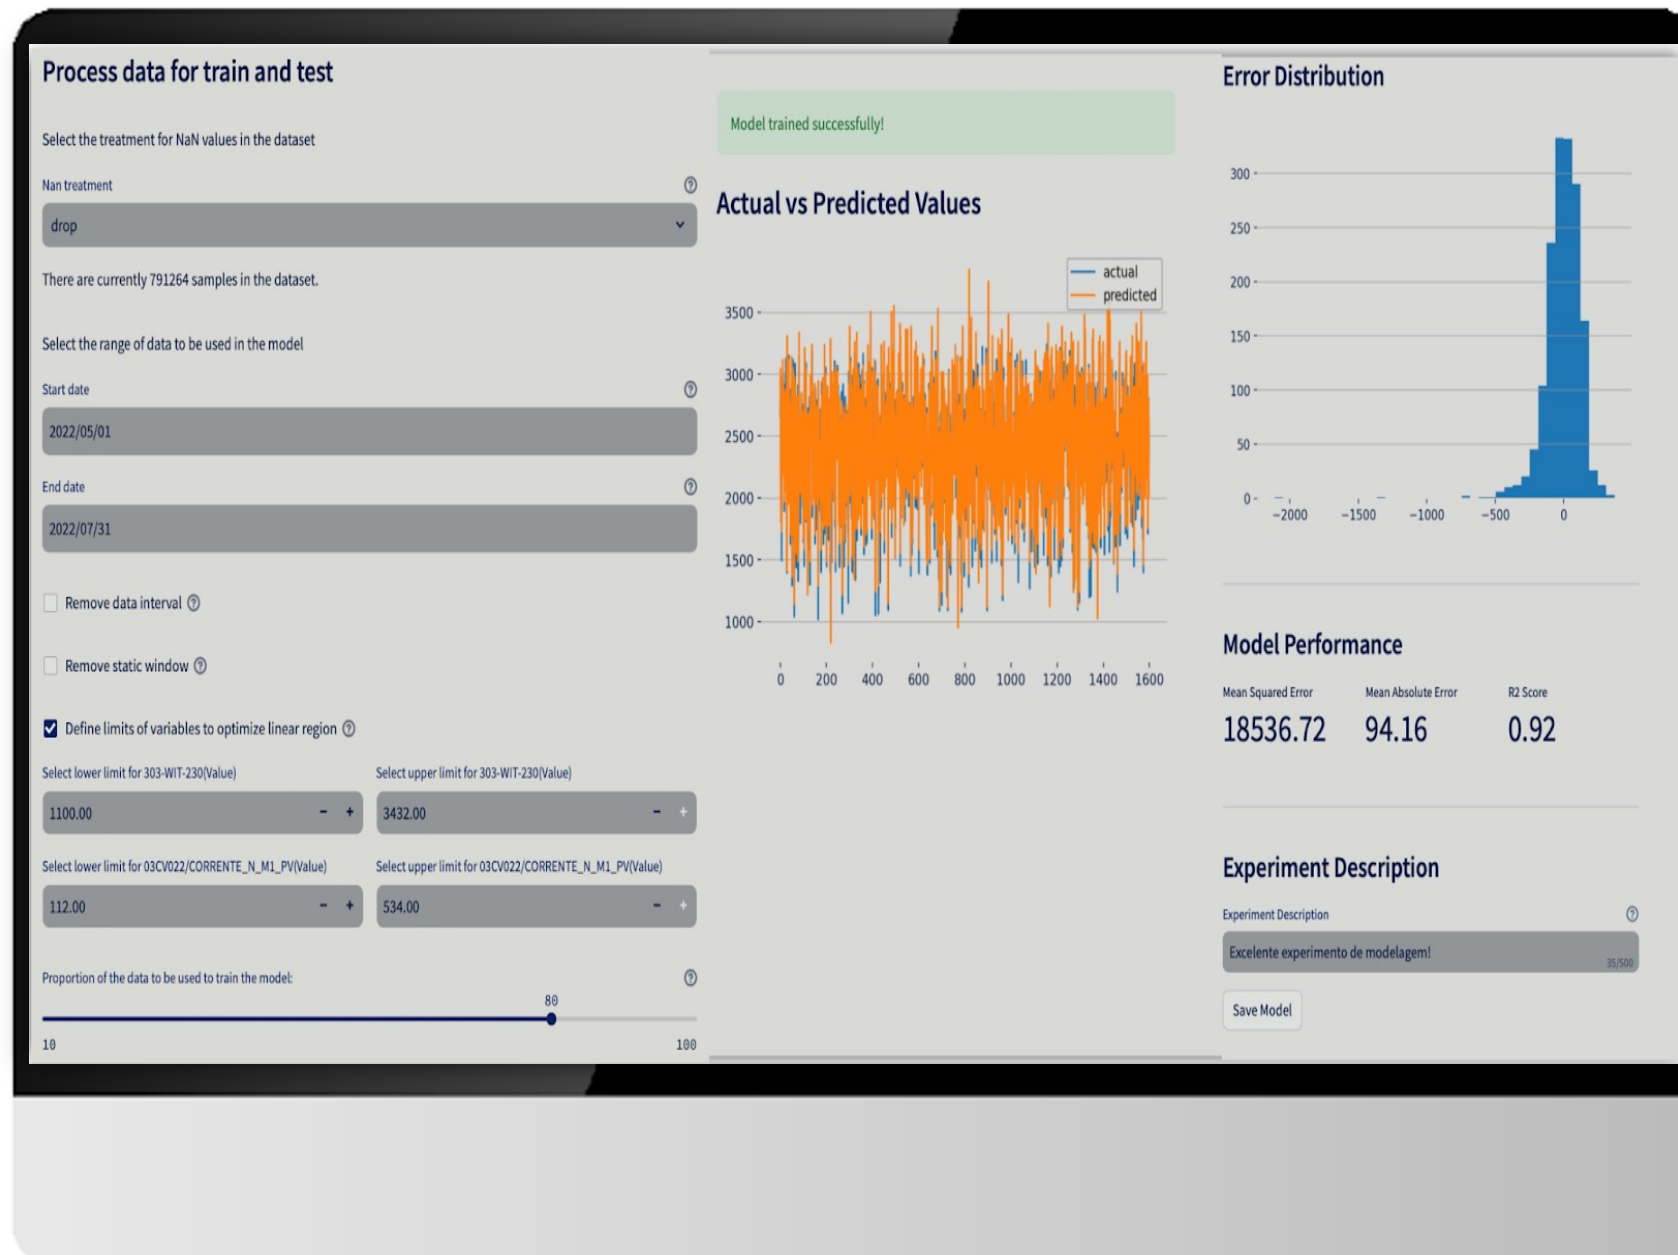 Process data for train and test
Select the treatment for NaN values in the dataset
Nan treatment
drop
There are currently 791264 samples in the dataset.
Select the range of data to be used in the model
Start date
2022/05/01
End date
2022/07/31
Remove data interval
Remove static window
Define limits of variables to optimize linear region
Select lower limit for 303-WIT-230(Value)
Select upper limit for 303-WIT-230(Value)
1100.00 - +
3432.00 - +
Select lower limit for 03CV022/CORRENTE_N_M1_PV(Value)
Select upper limit for 03CV022/CORRENTE_N_M1_PV(Value)
112.00 - +
534.00 - +
Proportion of the data to be used to train the model:
80
10 100
Model trained successfully!
Actual vs Predicted Values
actual
predicted
3500
3000
2500
2000
1500
1000
0 200 400 600 800 1000 1200 1400 1600
Error Distribution
300
250
200
150
100
50
0
−2000 −1500 −1000 −500 0
Model Performance
Mean Squared Error Mean Absolute Error R2 Score
18536.72 94.16 0.92
Experiment Description
Experiment Description
Excelente experimento de modelagem!
35/500
Save Model